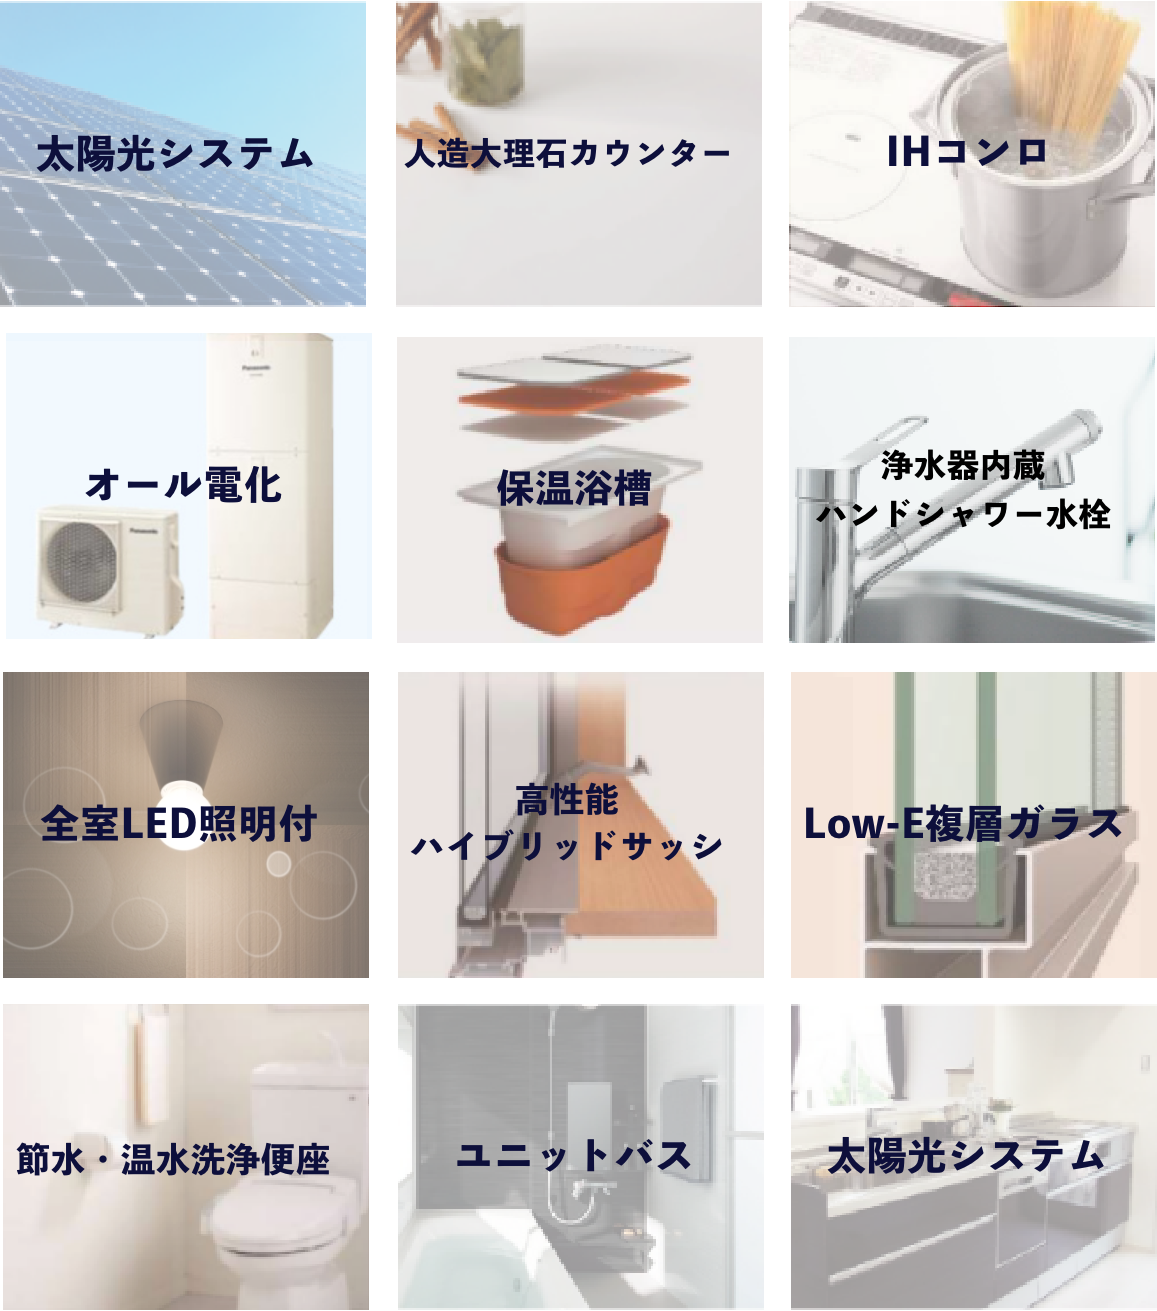 太陽光システム
人造大理石カウンター
IHコンロ
オール電化
Panasonic
Panasonic
保温浴槽
浄水器内蔵
ハンドシャワー水栓
全室LED照明付
高性能
ハイブリッドサッシ
Low-E複層ガラス
節水・温水洗浄便座
ユニットバス
太陽光システム